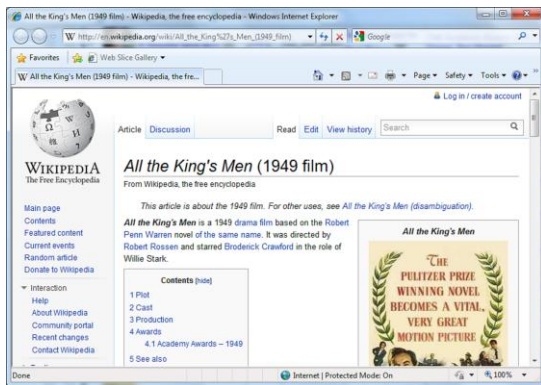 All the King's Men (1949 film) - Wikipedia, the free encyclopedia - Windows Internet Explorer
http://en.wikipedia.org/wiki/All_the_King%27s_Men_(1949_film)
Google
Favorites
Web Slice Gallery
All the King's Men (1949 film) - Wikipedia, the fre...
Page
Safety
Tools
Log in / create account
Article Discussion Read Edit View history Search
WIKIPEDIA
The Free Encyclopedia
Main page
Contents
Featured content
Current events
Random article
Donate to Wikipedia
Interaction
Help
About Wikipedia
Community portal
Recent changes
Contact Wikipedia
All the King's Men (1949 film)
From Wikipedia, the free encyclopedia
This article is about the 1949 film. For other uses, see All the King's Men (disambiguation).
All the King's Men is a 1949 drama film based on the Robert
Penn Warren novel of the same name. It was directed by
Robert Rossen and starred Broderick Crawford in the role of
Willie Stark.
Contents [hide]
1 Plot
2 Cast
3 Production
4 Awards
4.1 Academy Awards – 1949
5 See also
All the King's Men
THE
PULITZER PRIZE
WINNING NOVEL
BECOMES A VITAL,
VERY GREAT
MOTION PICTURE
Done
Internet | Protected Mode: On
100%